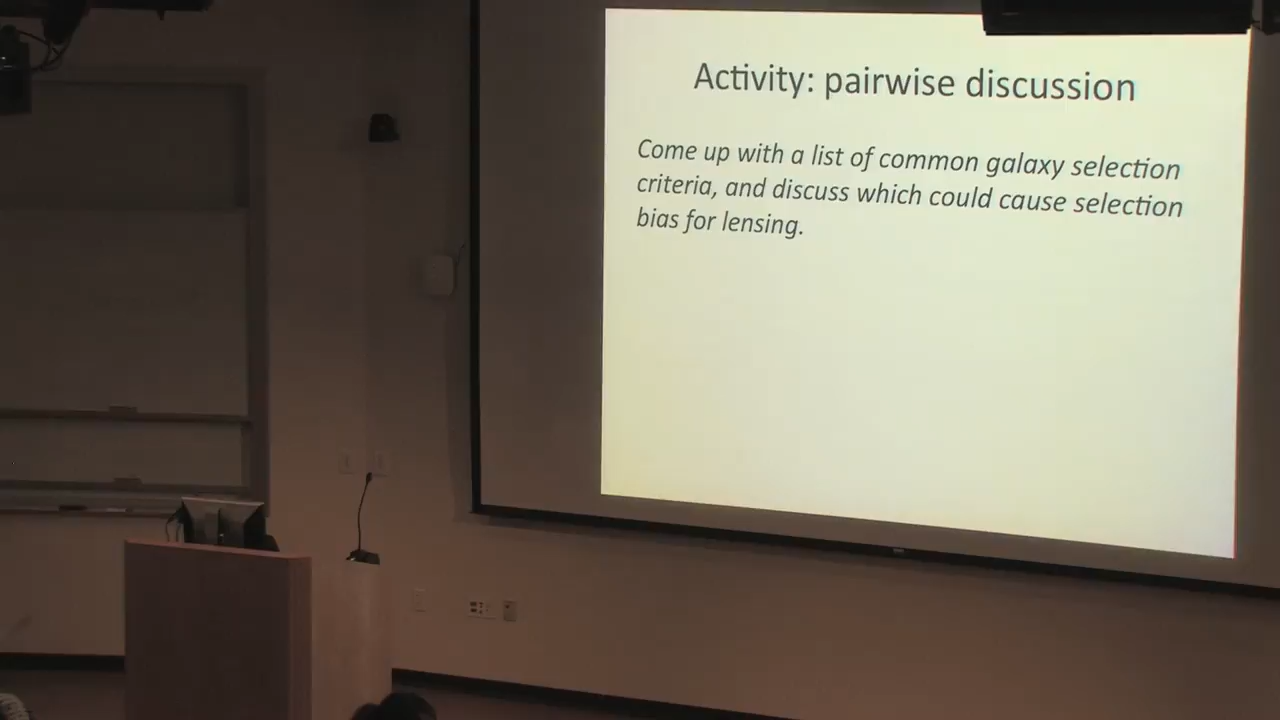 Activity: pairwise discussion
Come up with a list of common galaxy selection
criteria, and discuss which could cause selection
bias for lensing.